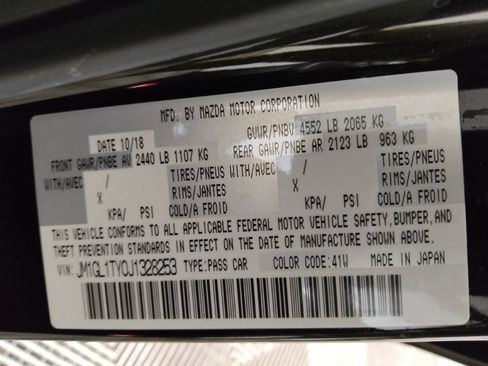 MFD. BY MAZDA MOTOR CORPORATION
DATE 10/18 GVWR/PNBV 4552 LB 2065 KG
FRONT GAWR/PNBE AV 2440 LB 1107 KG REAR GAWR/PNBE AR 2123 LB 963 KG
WITH/AVEC / TIRES/PNEUS WITH/AVEC / TIRES/PNEUS
X RIMS/JANTES X RIMS/JANTES
KPA/ PSI COLD/A FROID KPA/ PSI COLD/A FROID
THIS VEHICLE CONFORMS TO ALL APPLICABLE FEDERAL MOTOR VEHICLE SAFETY, BUMPER, AND
THEFT PREVENTION STANDARDS IN EFFECT ON THE DATE OF MANUFACTURE SHOWN ABOVE.
VIN: JM1GL1TY0J1328253 TYPE:PASS CAR COLOR CODE:41W MADE IN JAPAN